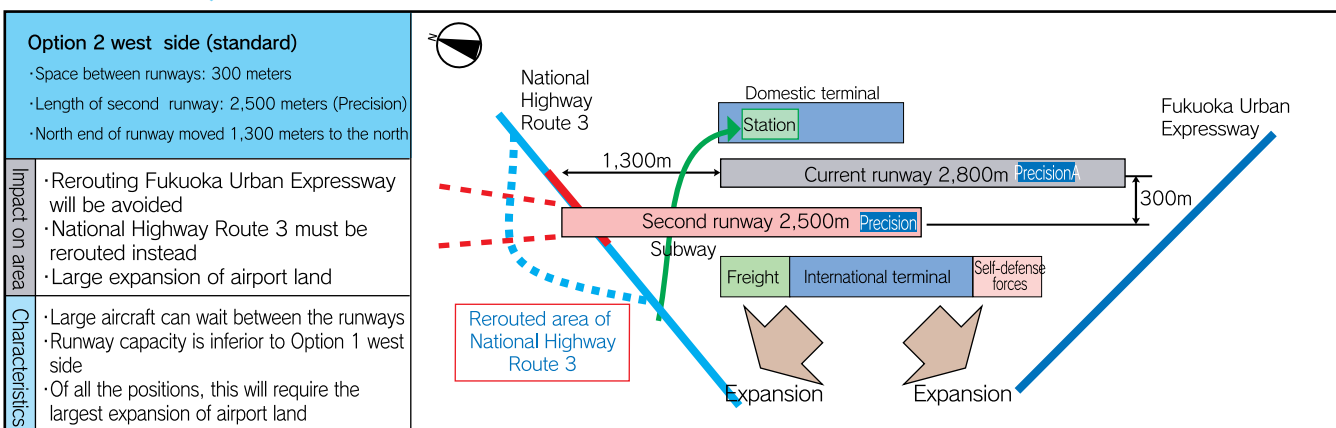 Option 2 west side (standard)
·Space between runways: 300 meters
·Length of second runway: 2,500 meters (Precision)
·North end of runway moved 1,300 meters to the north
Impact on area
·Rerouting Fukuoka Urban Expressway
will be avoided
·National Highway Route 3 must be
rerouted instead
·Large expansion of airport land
Characteristics
·Large aircraft can wait between the runways
·Runway capacity is inferior to Option 1 west
side
·Of all the positions, this will require the
largest expansion of airport land
N
National
Highway
Route 3
Domestic terminal
Station
Fukuoka Urban
Expressway
1,300m
Current runway 2,800m PrecisionA
300m
Second runway 2,500m Precision
Subway
Freight
International terminal
Self-defense
forces
Rerouted area of
National Highway
Route 3
Expansion
Expansion